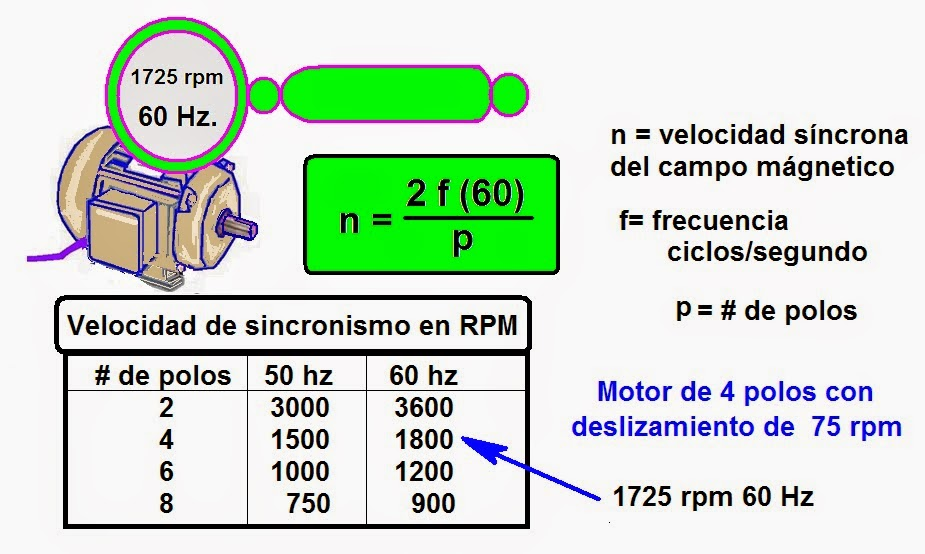 1725 rpm
60 Hz.
n = velocidad síncrona
del campo mágnetico
n = 2 f (60)
p
f= frecuencia
ciclos/segundo
p = # de polos
Velocidad de sincronismo en RPM
# de polos 50 hz 60 hz
2 3000 3600
4 1500 1800
6 1000 1200
8 750 900
Motor de 4 polos con
deslizamiento de 75 rpm
1725 rpm 60 Hz